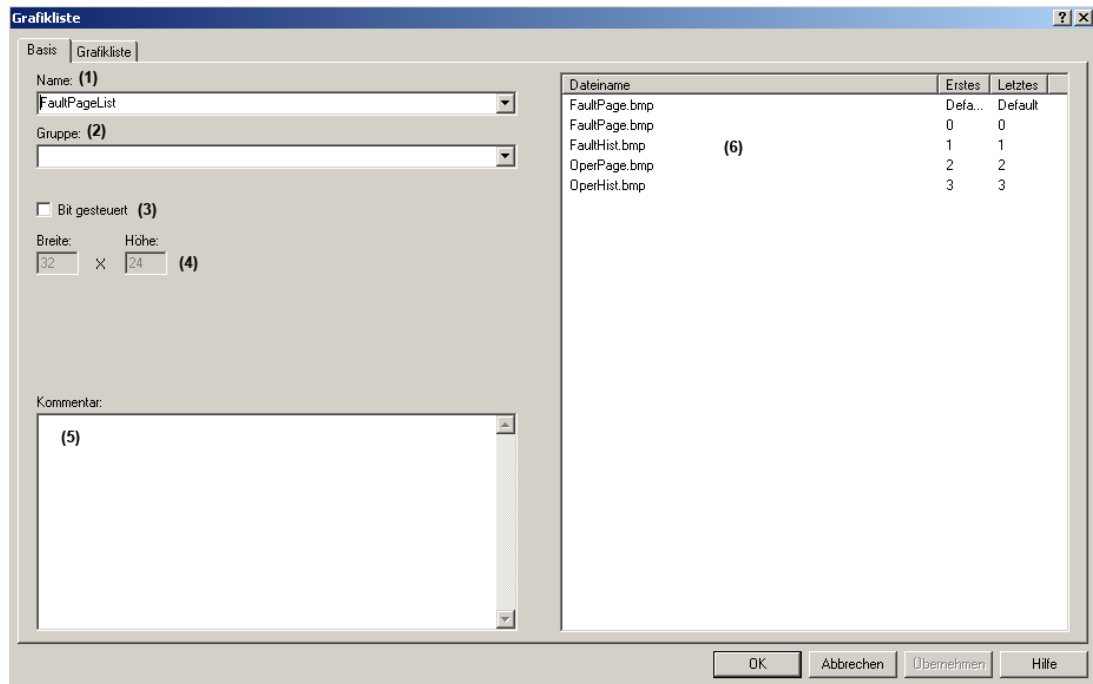 Grafikliste
Basis Grafikliste
Name: (1)
FaultPageList
Gruppe: (2)
Bit gesteuert (3)
Breite: Höhe:
32 X 24 (4)
Kommentar:
(5)
Dateiname Erstes Letztes
FaultPage.bmp Defa... Default
FaultPage.bmp 0 0
FaultHist.bmp 1 1
(6)
OperPage.bmp 2 2
OperHist.bmp 3 3
OK Abbrechen Übernehmen Hilfe